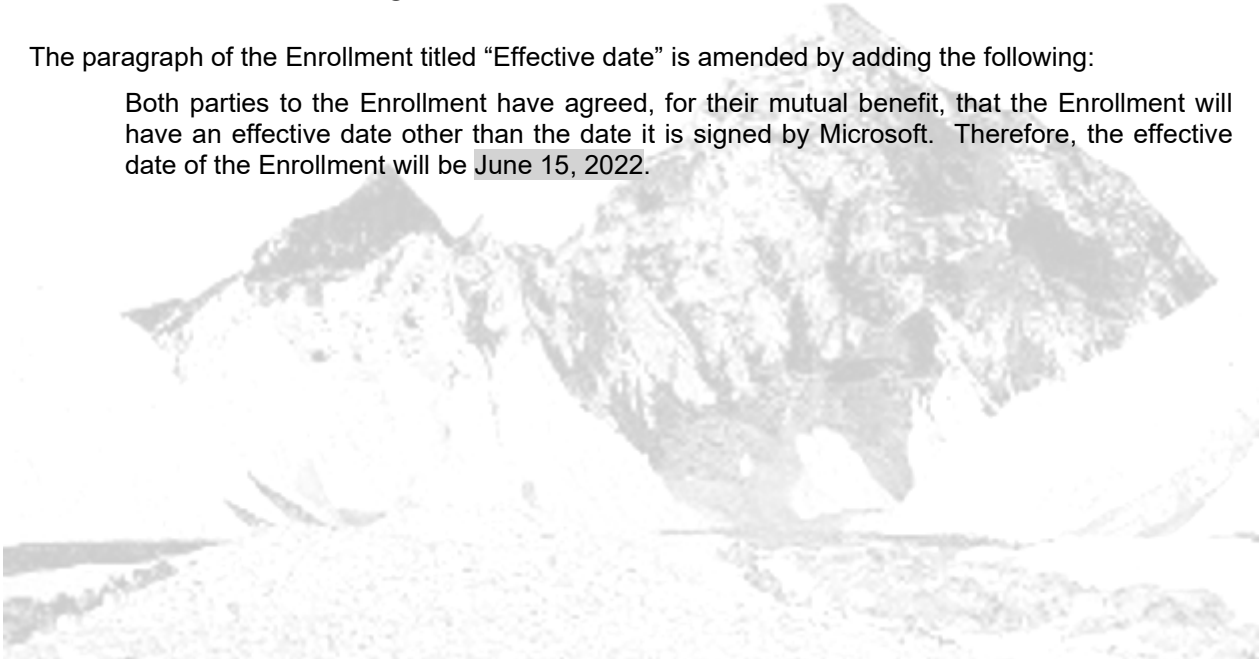 The paragraph of the Enrollment titled “Effective date” is amended by adding the following:
Both parties to the Enrollment have agreed, for their mutual benefit, that the Enrollment will
have an effective date other than the date it is signed by Microsoft.  Therefore, the effective
date of the Enrollment will be June 15, 2022.